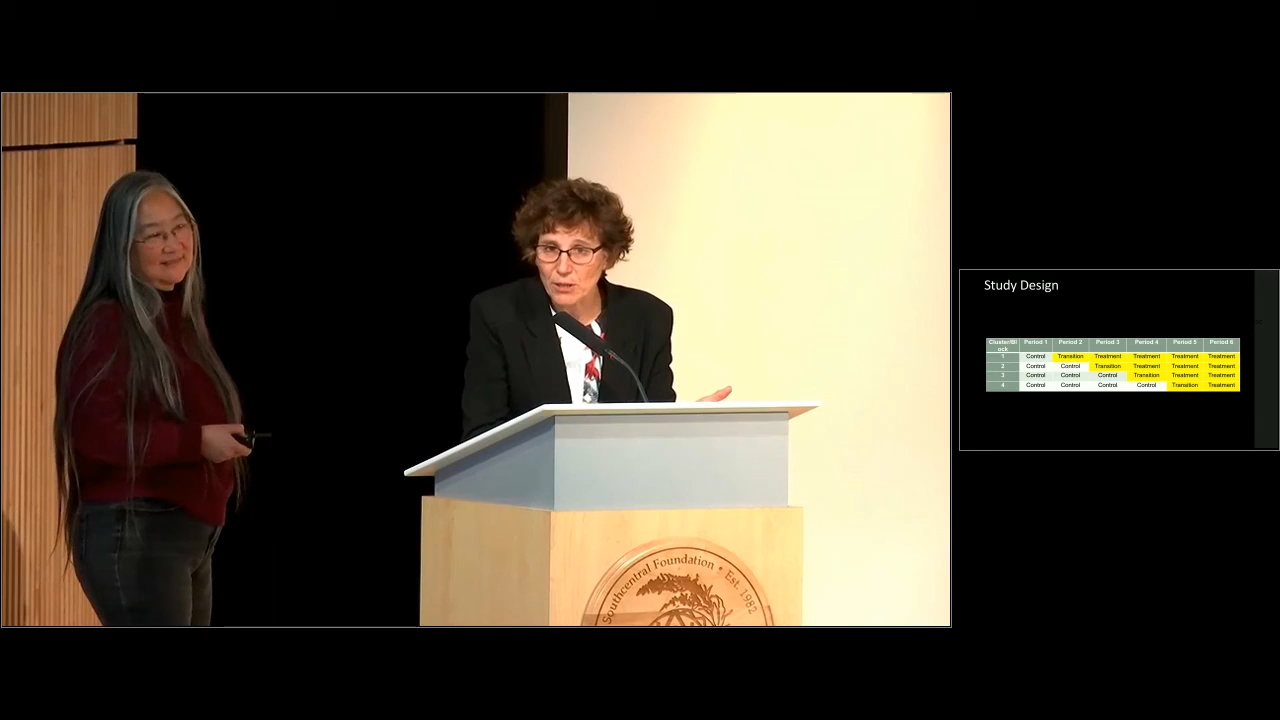 Southcentral Foundation • Est. 1982
Study Design
Cluster/Bl
ock Period 1 Period 2 Period 3 Period 4 Period 5 Period 6
1 Control Transition Treatment Treatment Treatment Treatment
2 Control Control Transition Treatment Treatment Treatment
3 Control Control Control Transition Treatment Treatment
4 Control Control Control Control Transition Treatment